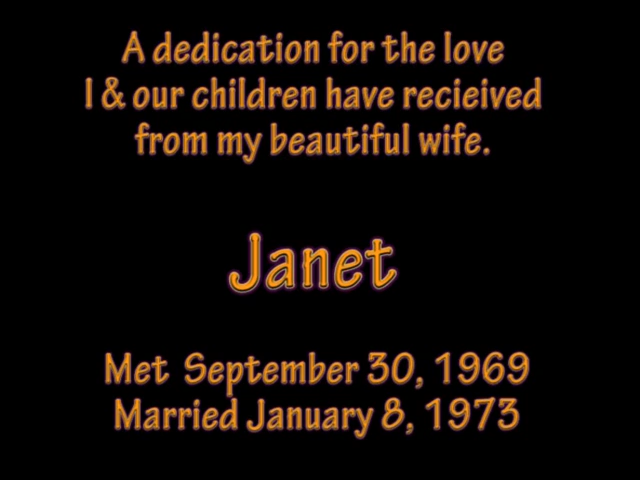 A dedication for the love
I & our children have recieived
from my beautiful wife.
Janet
Met September 30, 1969
Married January 8, 1973